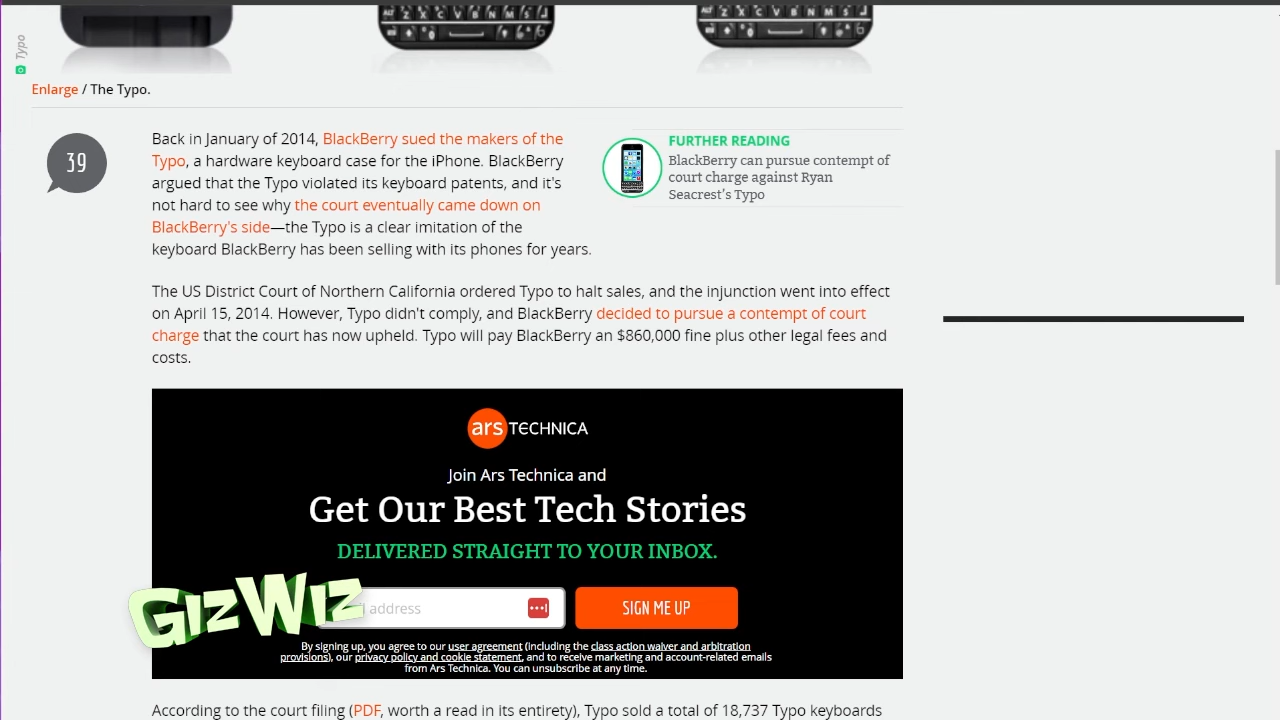 ALT Z X C V B N M $
ALT Z X C V B N M $
Typo
Enlarge / The Typo.
39
Back in January of 2014, BlackBerry sued the makers of the
Typo, a hardware keyboard case for the iPhone. BlackBerry
argued that the Typo violated its keyboard patents, and it's
not hard to see why the court eventually came down on
BlackBerry's side—the Typo is a clear imitation of the
keyboard BlackBerry has been selling with its phones for years.
FURTHER READING
BlackBerry can pursue contempt of
court charge against Ryan
Seacrest's Typo
The US District Court of Northern California ordered Typo to halt sales, and the injunction went into effect
on April 15, 2014. However, Typo didn't comply, and BlackBerry decided to pursue a contempt of court
charge that the court has now upheld. Typo will pay BlackBerry an $860,000 fine plus other legal fees and
costs.
ars TECHNICA
Join Ars Technica and
Get Our Best Tech Stories
DELIVERED STRAIGHT TO YOUR INBOX.
GIZWIZ
address
SIGN ME UP
By signing up, you agree to our user agreement (including the class action waiver and arbitration
provisions), our privacy policy and cookie statement, and to receive marketing and account-related emails
from Ars Technica. You can unsubscribe at any time.
According to the court filing (PDF, worth a read in its entirety), Typo sold a total of 18,737 Typo keyboards